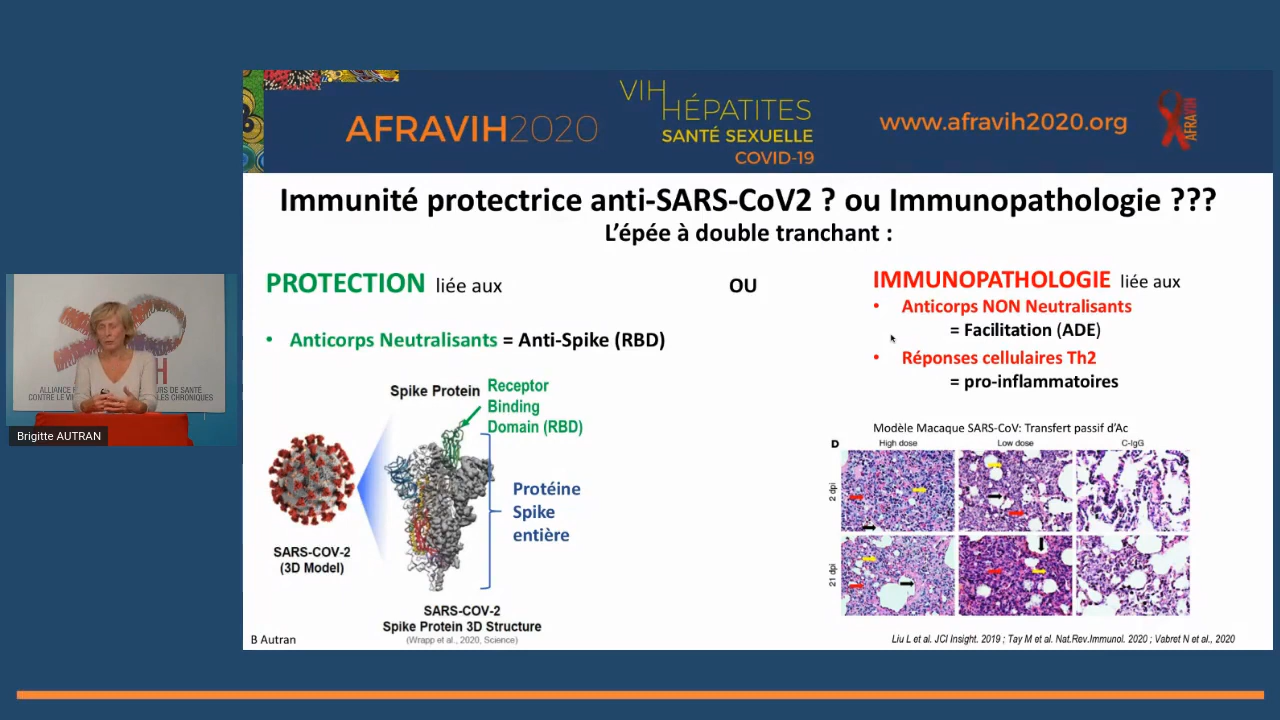 AFRAVIH2020
VIH
HÉPATITES
SANTÉ SEXUELLE
COVID-19
www.afravih2020.org
AFRAVIH
Immunité protectrice anti-SARS-CoV2 ? ou Immunopathologie ???
L'épée à double tranchant :
PROTECTION liée aux
• Anticorps Neutralisants = Anti-Spike (RBD)
OU
IMMUNOPATHOLOGIE liée aux
• Anticorps NON Neutralisants
= Facilitation (ADE)
• Réponses cellulaires Th2
= pro-inflammatoires
Spike Protein
Receptor
Binding
Domain (RBD)
Protéine
Spike
entière
SARS-COV-2
(3D Model)
SARS-COV-2
Spike Protein 3D Structure
(Wrapp et al., 2020, Science)
Modèle Macaque SARS-CoV: Transfert passif d'Ac
D
High dose
Low dose
C-IgG
2 dpi
21 dpi
B Autran
Liu L et al. JCI Insight. 2019 ; Tay M et al. Nat.Rev.Immunol. 2020 ; Vabret N et al., 2020
ALLIANCE
RS DE SANTÉ
CONTRE LE VI
LES CHRONIQUES
Brigitte AUTRAN